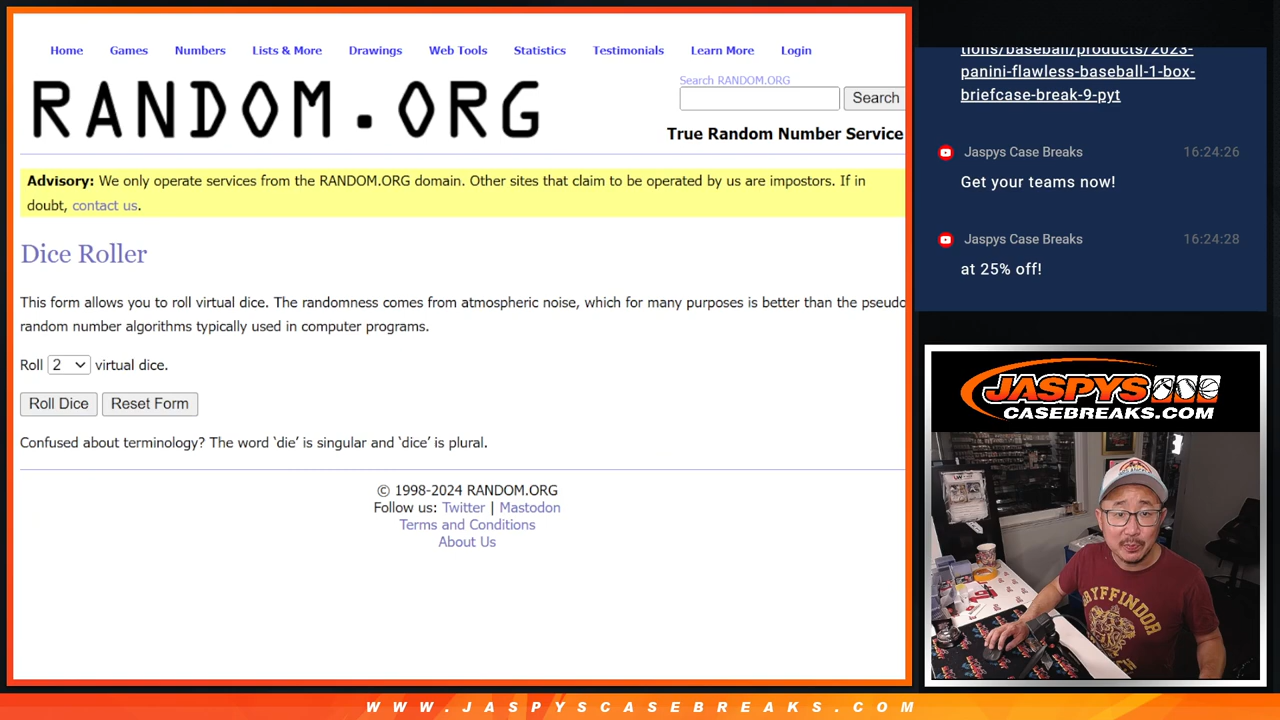 Home Games Numbers Lists & More Drawings Web Tools Statistics Testimonials Learn More Login
RANDOM.ORG
Search RANDOM.ORG
Search
True Random Number Service
Advisory: We only operate services from the RANDOM.ORG domain. Other sites that claim to be operated by us are impostors. If in
doubt, contact us.
Dice Roller
This form allows you to roll virtual dice. The randomness comes from atmospheric noise, which for many purposes is better than the pseudo
random number algorithms typically used in computer programs.
Roll 2 virtual dice.
Roll Dice Reset Form
Confused about terminology? The word ‘die’ is singular and ‘dice’ is plural.
© 1998-2024 RANDOM.ORG
Follow us: Twitter | Mastodon
Terms and Conditions
About Us
tions/baseball/products/2023-
panini-flawless-baseball-1-box-
briefcase-break-9-pyt
Jaspys Case Breaks 16:24:26
Get your teams now!
Jaspys Case Breaks 16:24:28
at 25% off!
JASPYS
CASEBREAKS.COM
WWW.JASPYSCASEBREAKS.COM